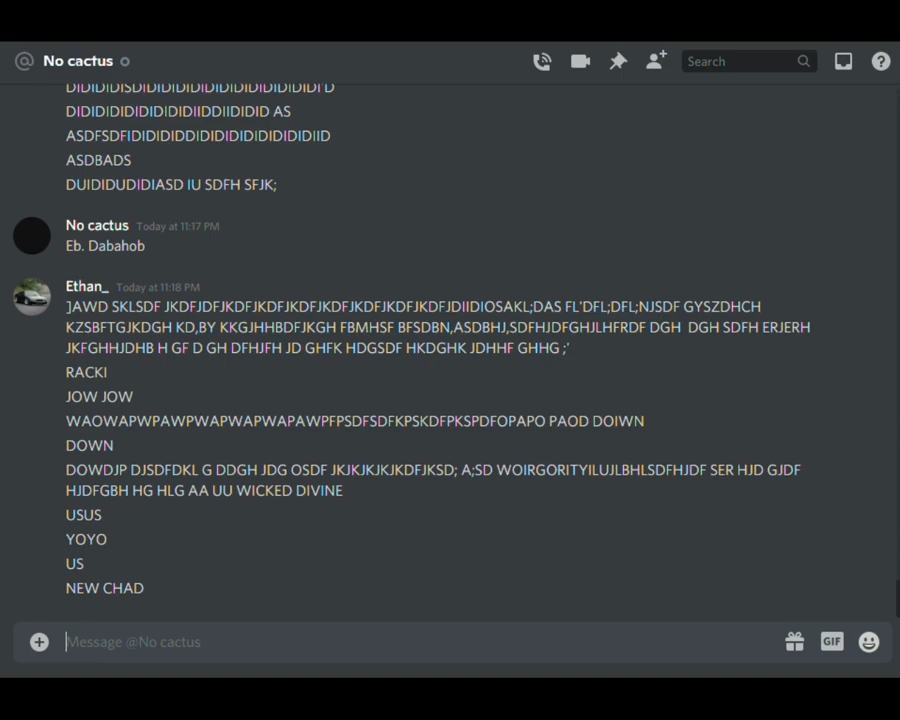 No cactus
Search
DIDIDIDISDIDIDIDIDIDIDIDIDIDIDIDIDI'D
DIDIDIDIDIDIDIDIDIIDDIIDIDID AS
ASDFSDFIDIDIDIDDIDIDIDIDIDIDIDIDIID
ASDBADS
DUIDIDUDIDIASD IU SDFH SFJK;
No cactus Today at 11:17 PM
Eb. Dabahob
Ethan_ Today at 11:18 PM
]AWD SKLSDF JKDFJDFJKDFJKDFJKDFJKDFJKDFJKDFJKDFJDIIDIOSAKL;DAS FL'DFL;DFL;NJSDF GYSZDHCH
KZSBFTGJKDGH KD,BY KKGJHHBDFJKGH FBMHSF BFSDBN,ASDBHJ,SDFHJDFGHJLHFRDF DGH DGH SDFH ERJERH
JKFGHHJDHB H GF D GH DFHJFH JD GHFK HDGSDF HKDGHK JDHHF GHHG ;'
RACKI
JOW JOW
WAOWAPWPAWPWAPWAPWAPAWPFPSDFSDFKPSKDFPKSPDFOPAPO PAOD DOIWN
DOWN
DOWDJP DJSDFDKL G DDGH JDG OSDF JKJKJKJKJKDFJKSD; A;SD WOIRGORITYILUJLBHLSDFHJDF SER HJD GJDF
HJDFGBH HG HLG AA UU WICKED DIVINE
USUS
YOYO
US
NEW CHAD
Message @No cactus
GIF